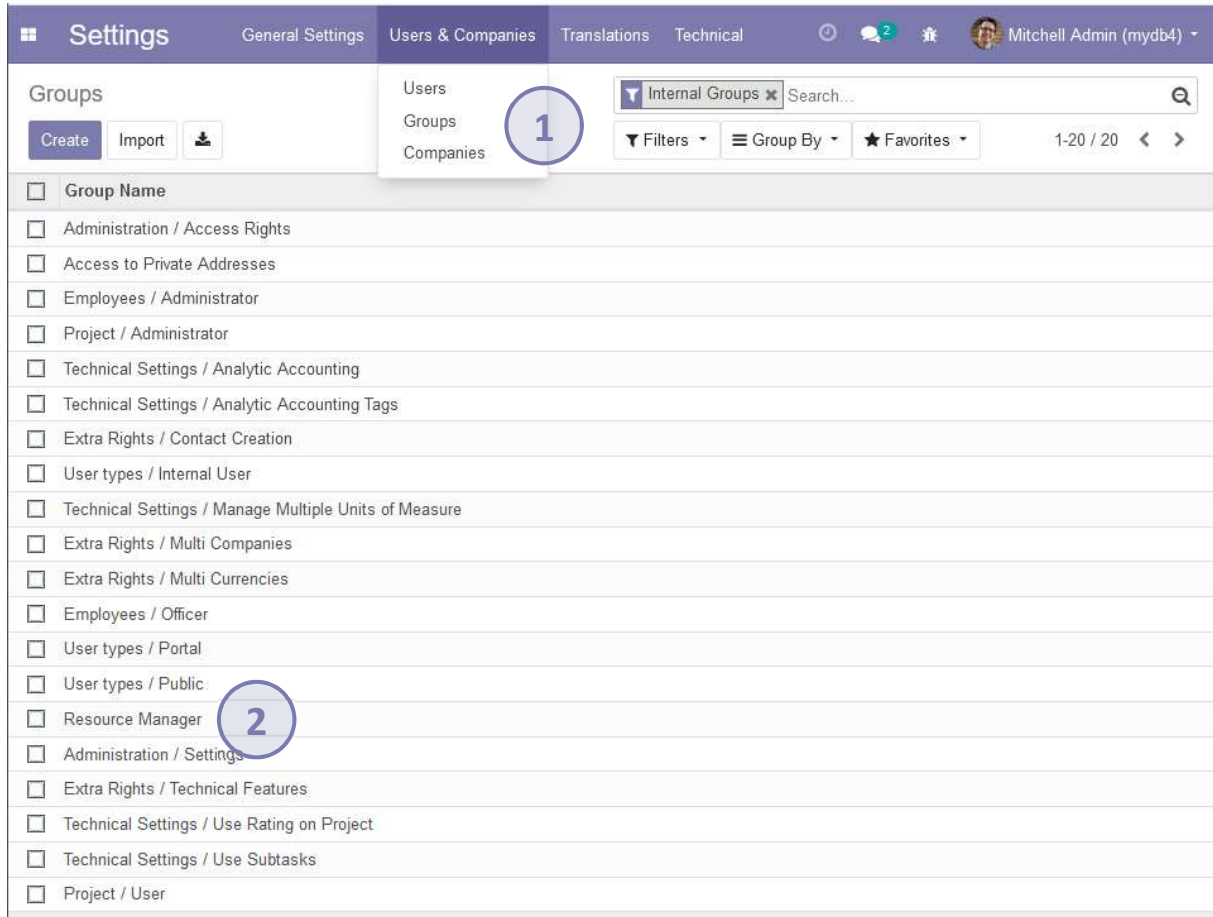 Settings General Settings Users & Companies Translations Technical 2 Mitchell Admin (mydb4)
Groups
Users
Groups
Companies
1
Internal Groups Search...
Create Import
Filters Group By Favorites 1-20 / 20
Group Name
Administration / Access Rights
Access to Private Addresses
Employees / Administrator
Project / Administrator
Technical Settings / Analytic Accounting
Technical Settings / Analytic Accounting Tags
Extra Rights / Contact Creation
User types / Internal User
Technical Settings / Manage Multiple Units of Measure
Extra Rights / Multi Companies
Extra Rights / Multi Currencies
Employees / Officer
User types / Portal
User types / Public
Resource Manager 2
Administration / Settings
Extra Rights / Technical Features
Technical Settings / Use Rating on Project
Technical Settings / Use Subtasks
Project / User